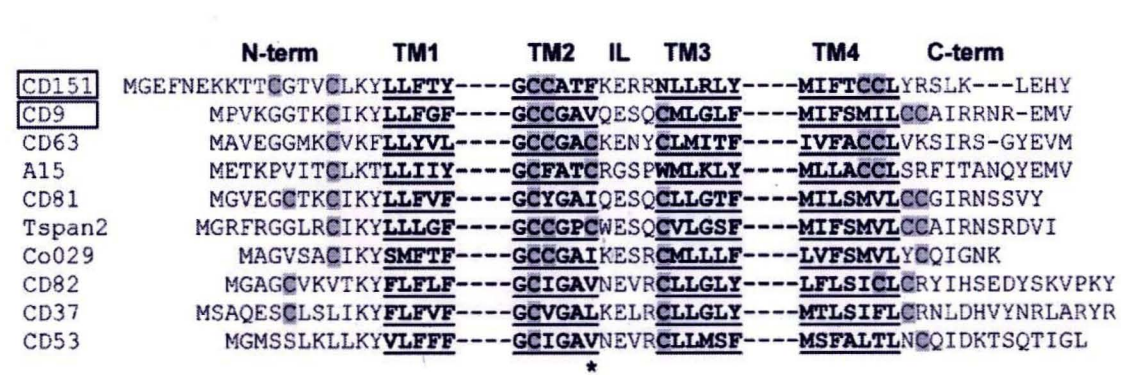 N-term TM1 TM2 IL TM3 TM4 C-term
CD151 MGEFNEKKTTCGTVCLKYLLFTY----GCCATFKERRNLLRLY----MIFTCCLYRSLK---LEHY
CD9 MPVKGGTKCIKYLLFGF----GCCGAVQESQCMLGLF----MIFSMILCCAIRRNR-EMV
CD63 MAVEGGMKCVKFLLYVL----GCCGACKENYCLMITF----IVFACCLVKSIRS-GYEVM
A15 METKPVITCLKTLLIIY----GCFATCRGSPWMLKLY----MLLACCLSRFITANQYEMV
CD81 MGVEGCTKCIKYLLFVF----GCYGAIQESQCLLGTF----MILSMVLCCGIRNSSVY
Tspan2 MGRFRGGLRCIKYLLLGF----GCCGPCWESQCVLGSF----MIFSMVLCCAIRNSRDVI
Co029 MAGVSACIKYSMFTF----GCCGAIKESRCMLLLF----LVFSMVLYCQIGNK
CD82 MGAGCVKVTKYFLFLF----GCIGAVNEVRCLLGLY----LFLSICLCRYIHSEDYSKVPKY
CD37 MSAQESCLSLIKYFLFVF----GCVGALKELRCLLGLY----MTLSIFLCRNLDHVYNRLARYR
CD53 MGMSSLKLLKYVLFFF----GCIGAVNEVRCLLMSF----MSFALTLNCQIDKTSQTIGL
*